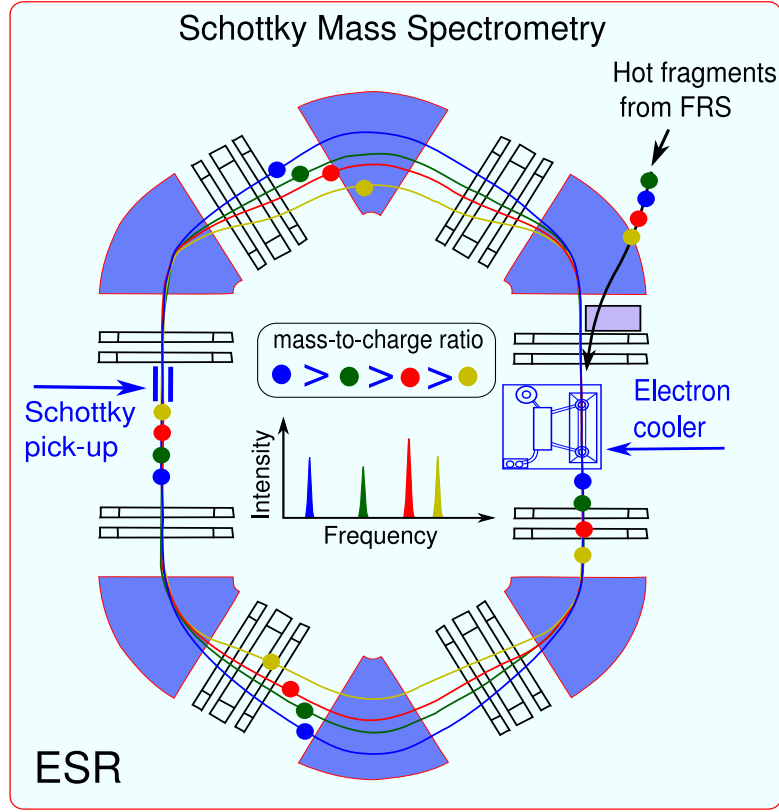 Schottky Mass Spectrometry
Hot fragments
from FRS
mass-to-charge ratio
> > >
Schottky
pick-up
Electron
cooler
Intensity
Frequency
ESR